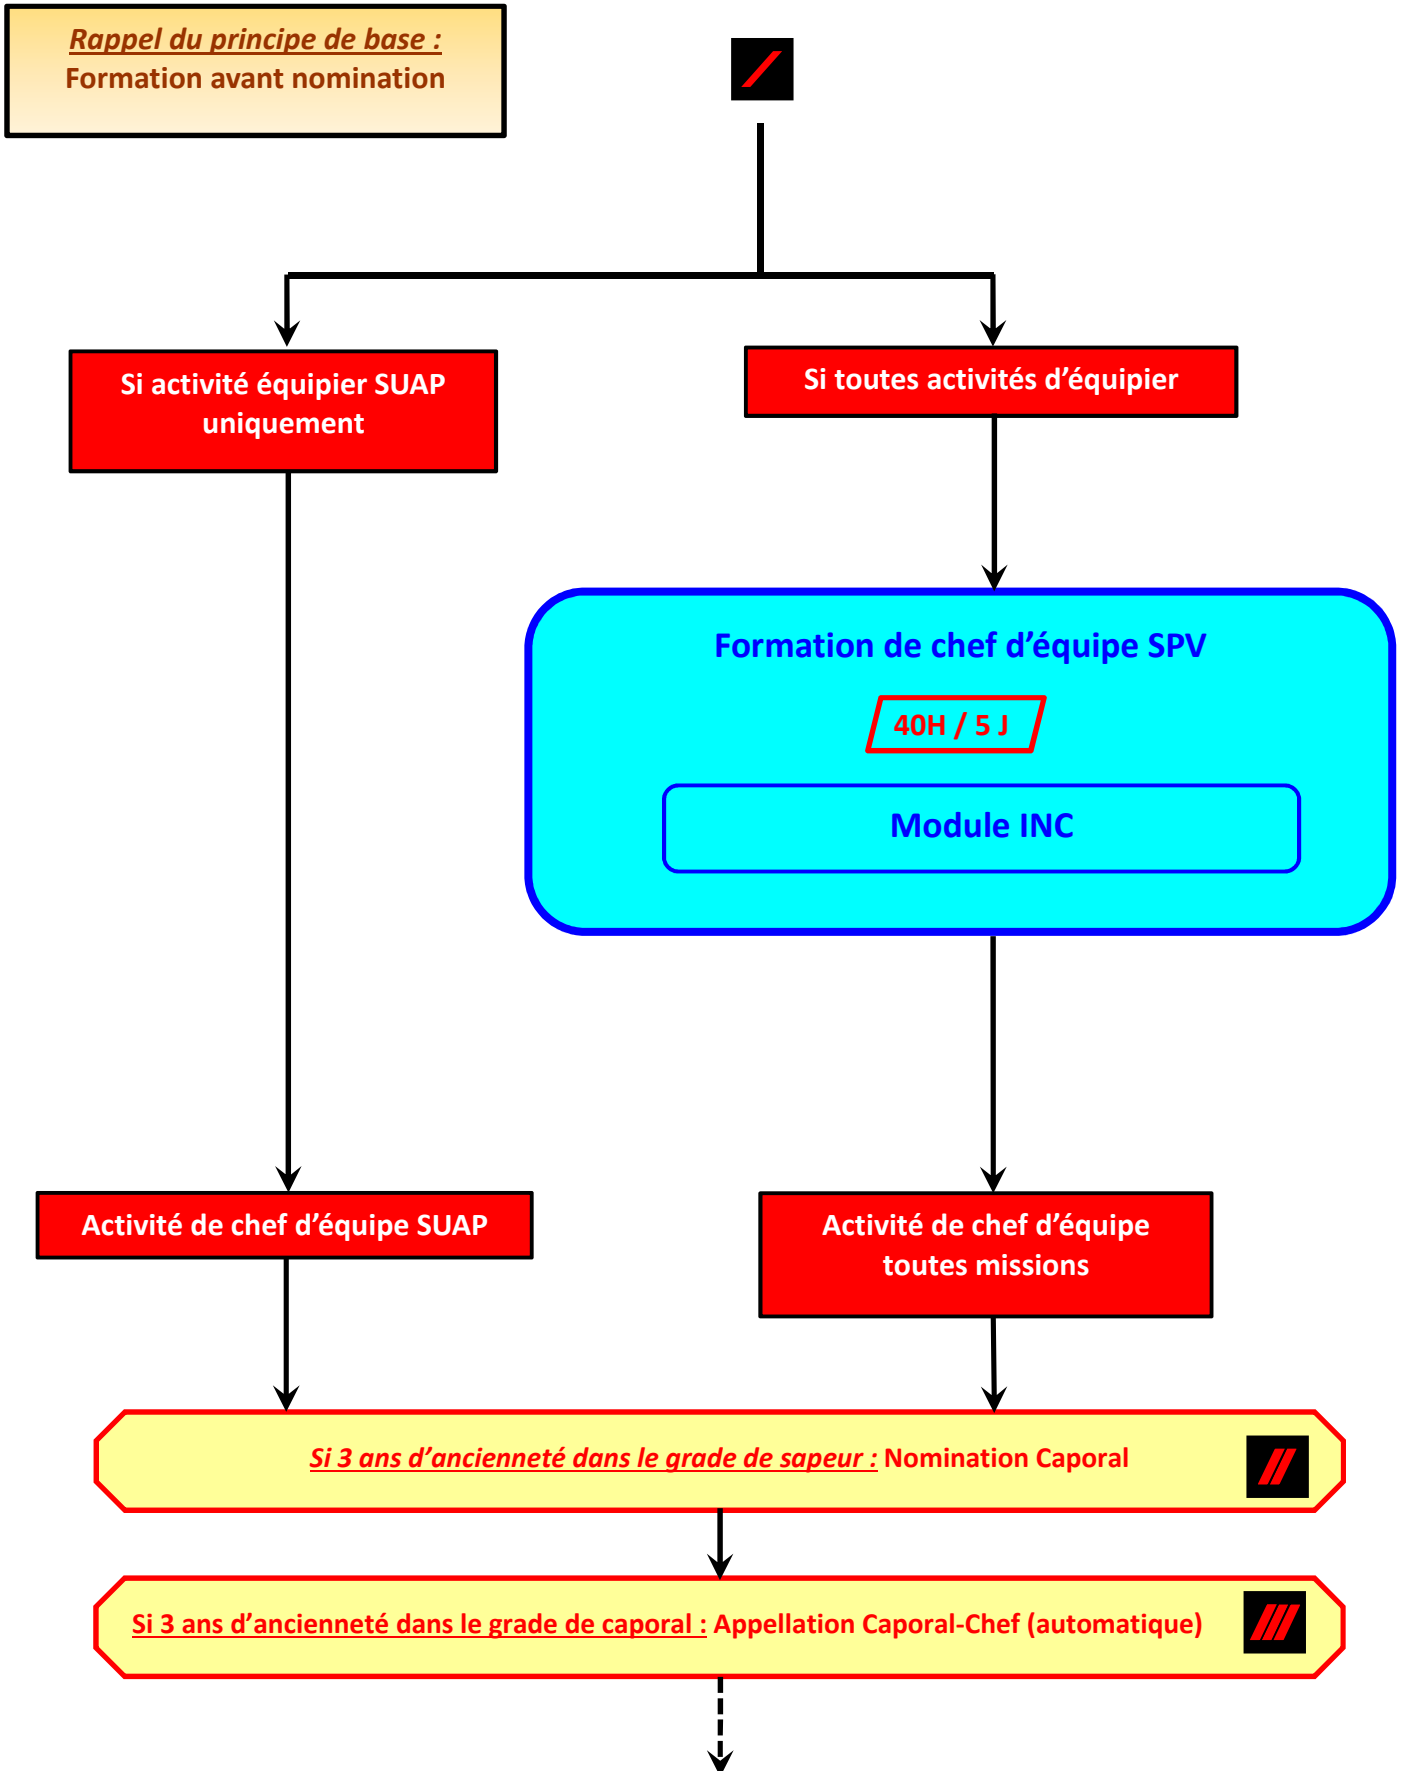 Rappel du principe de base :
Formation avant nomination
Si activité équipier SUAP
uniquement
Si toutes activités d’équipier
Formation de chef d’équipe SPV
40H / 5 J
Module INC
Activité de chef d’équipe SUAP
Activité de chef d’équipe
toutes missions
Si 3 ans d’ancienneté dans le grade de sapeur : Nomination Caporal
Si 3 ans d’ancienneté dans le grade de caporal : Appellation Caporal-Chef (automatique)